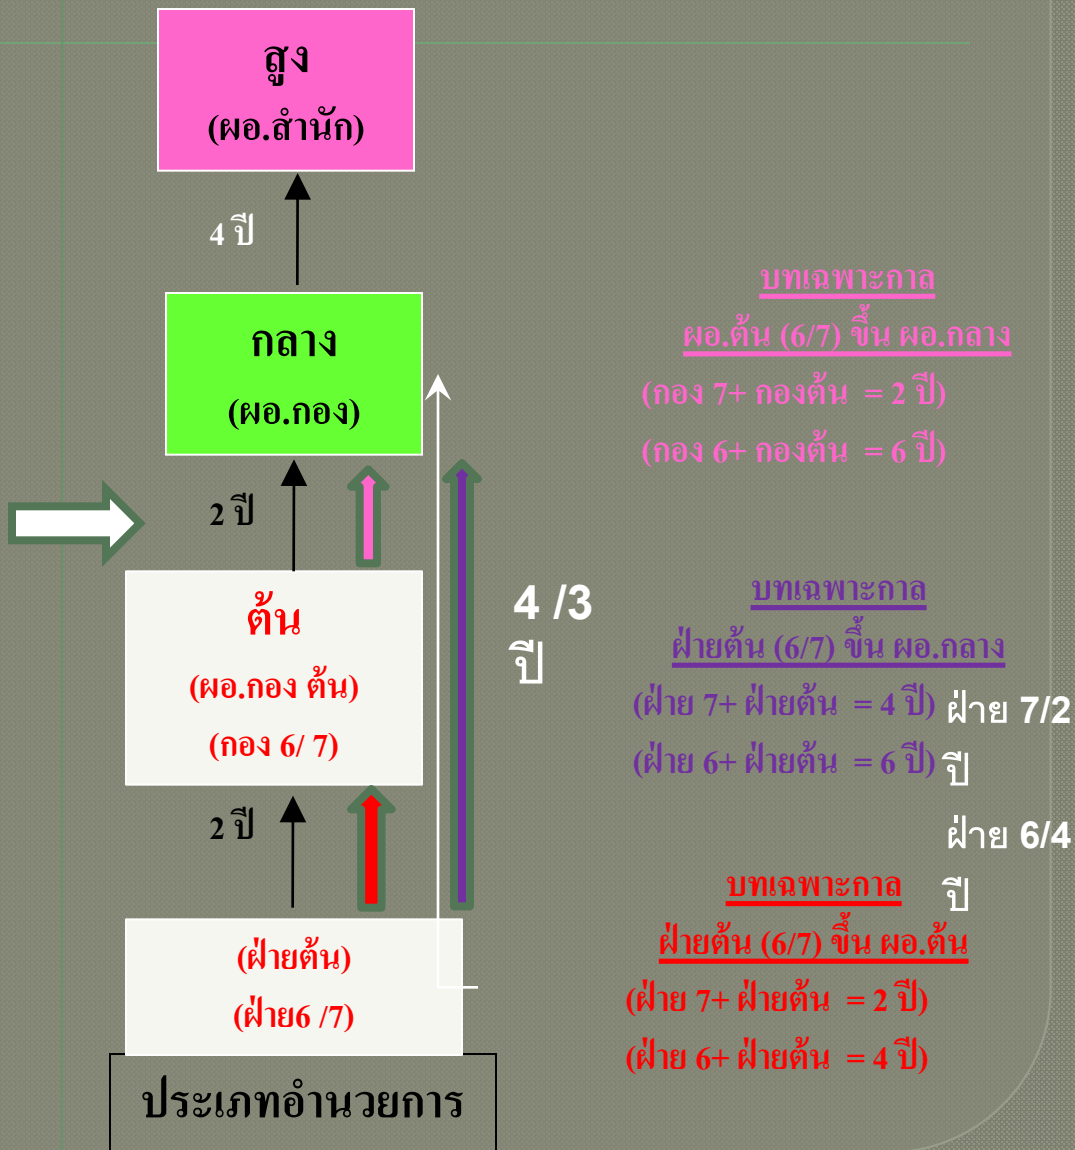 สูง
(ผอ.สำนัก)
4 ปี
กลาง
(ผอ.กอง)
2 ปี
ต้น
(ผอ.กอง ต้น)
(กอง 6/ 7)
2 ปี
(ฝ่ายต้น)
(ฝ่าย6 /7)
ประเภทอำนวยการ
4 /3
ปี
บทเฉพาะกาล
ผอ.ต้น (6/7) ขึ้น ผอ.กลาง
(กอง 7+ กองต้น = 2 ปี)
(กอง 6+ กองต้น = 6 ปี)
บทเฉพาะกาล
ฝ่ายต้น (6/7) ขึ้น ผอ.กลาง
(ฝ่าย 7+ ฝ่ายต้น = 4 ปี)
(ฝ่าย 6+ ฝ่ายต้น = 6 ปี)
ฝ่าย 7/2
ปี
ฝ่าย 6/4
ปี
บทเฉพาะกาล
ฝ่ายต้น (6/7) ขึ้น ผอ.ต้น
(ฝ่าย 7+ ฝ่ายต้น = 2 ปี)
(ฝ่าย 6+ ฝ่ายต้น = 4 ปี)